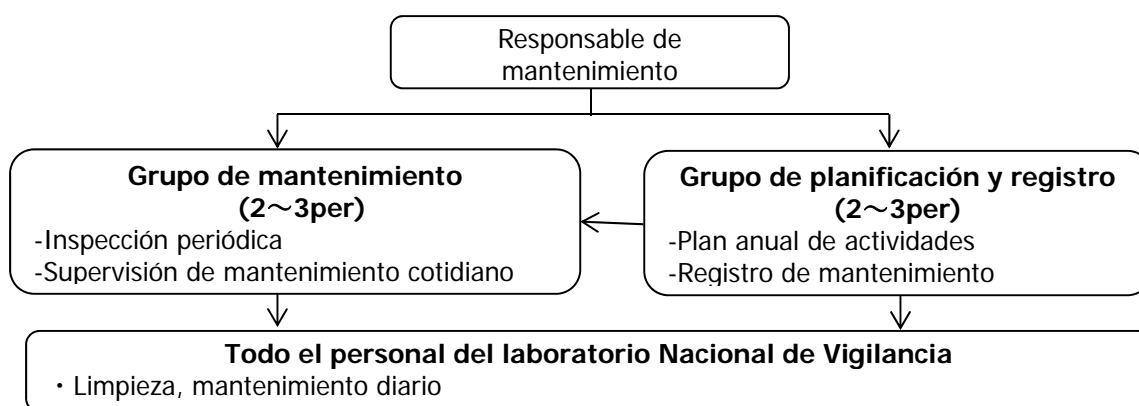 Responsable de
mantenimiento
Grupo de mantenimiento
(2～3per)
-Inspección periódica
-Supervisión de mantenimiento cotidiano
Grupo de planificación y registro
(2～3per)
-Plan anual de actividades
-Registro de mantenimiento
Todo el personal del laboratorio Nacional de Vigilancia
・Limpieza, mantenimiento diario